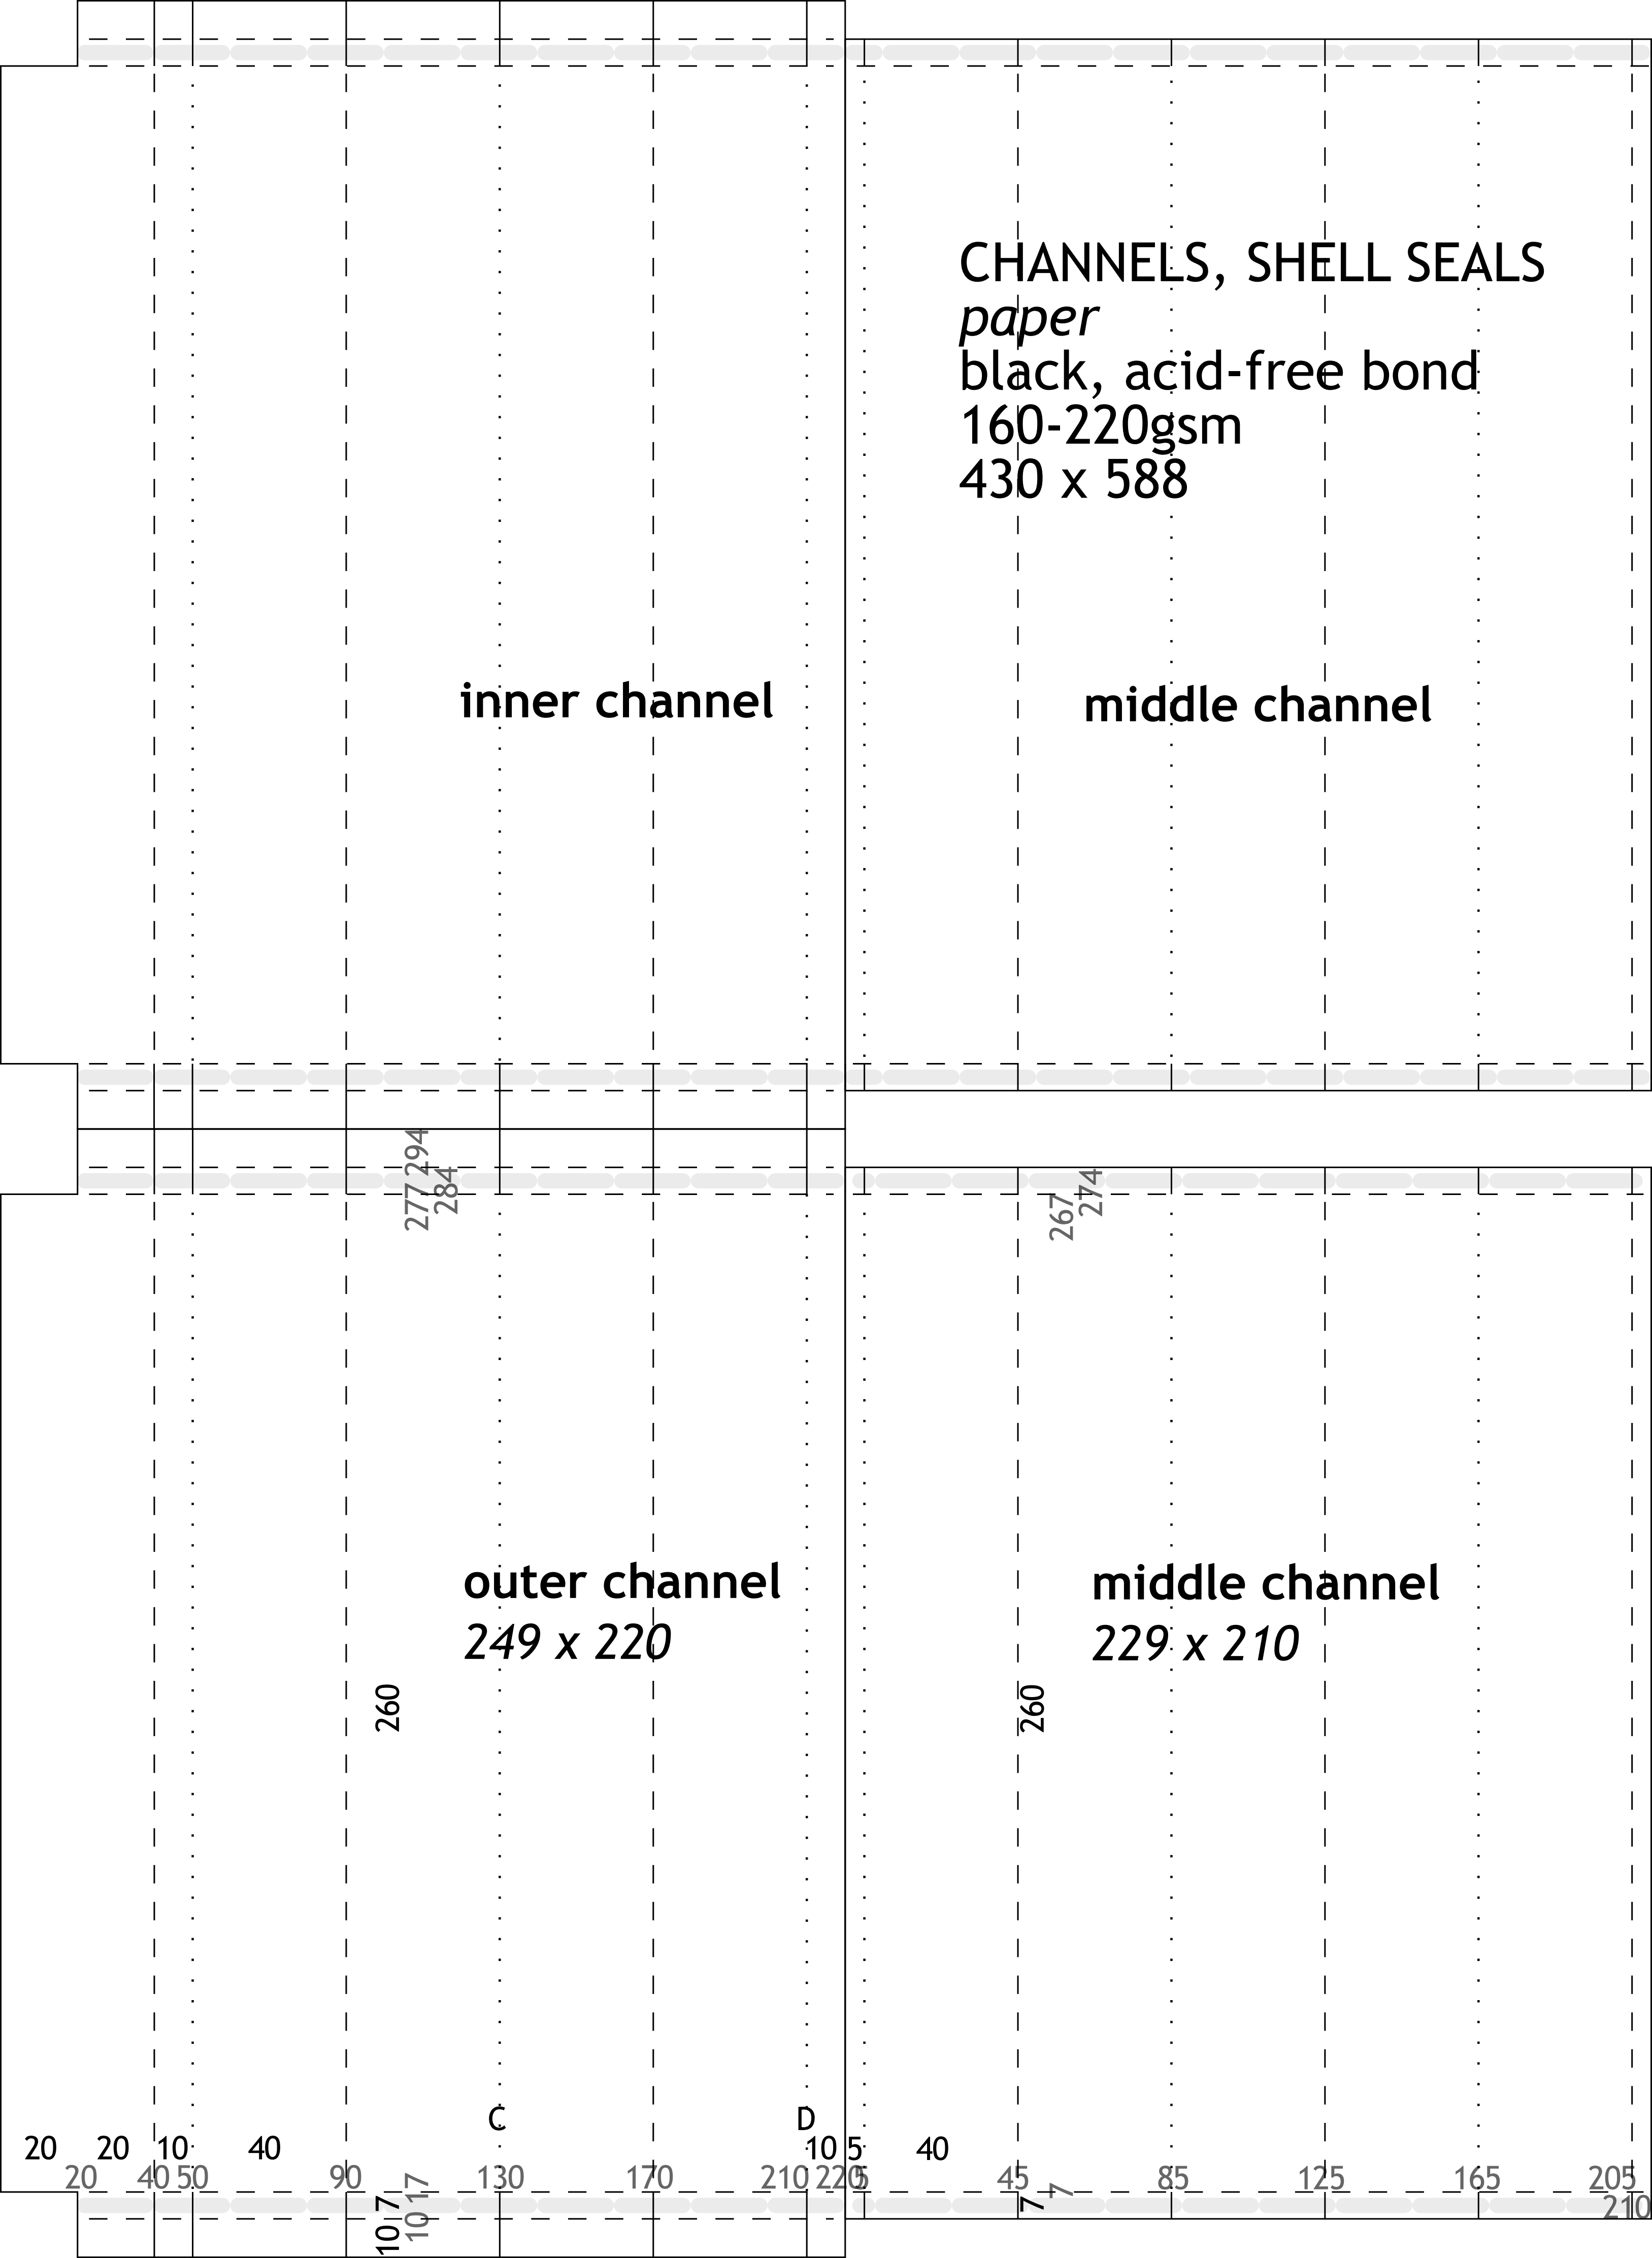 CHANNELS, SHELL SEALS
paper
black, acid-free bond
160-220gsm
430 x 588
inner channel
middle channel
277 294
284
267
274
outer channel
249 x 220
middle channel
229 x 210
260
260
C
D
20 20 10 40 10 5 40
20 40 50 90 130 170 210 220 5 45 85 125 165 205
10 7
10 17
7
7
210